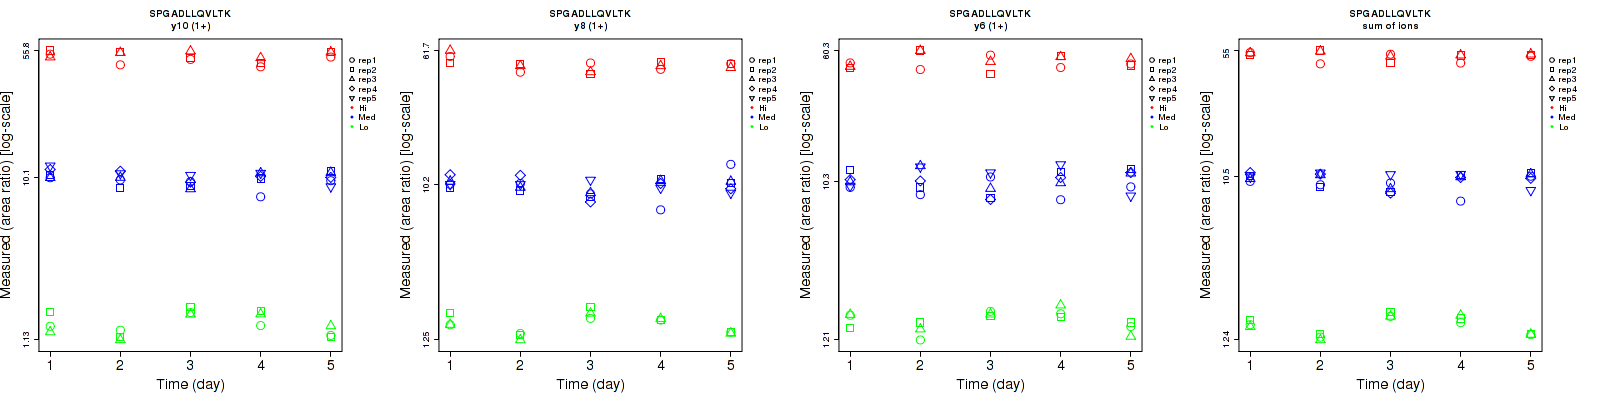 SPGADLLQVLTK
y10 (1+)
Measured (area ratio) [log-scale]
55.8
10.1
1.13
1 2 3 4 5
Time (day)
rep1
rep2
rep3
rep4
rep5
Hi
Med
Lo
SPGADLLQVLTK
y8 (1+)
Measured (area ratio) [log-scale]
61.7
10.2
1.25
1 2 3 4 5
Time (day)
rep1
rep2
rep3
rep4
rep5
Hi
Med
Lo
SPGADLLQVLTK
y6 (1+)
Measured (area ratio) [log-scale]
60.3
10.3
1.21
1 2 3 4 5
Time (day)
rep1
rep2
rep3
rep4
rep5
Hi
Med
Lo
SPGADLLQVLTK
sum of ions
Measured (area ratio) [log-scale]
55
10.5
1.24
1 2 3 4 5
Time (day)
rep1
rep2
rep3
rep4
rep5
Hi
Med
Lo